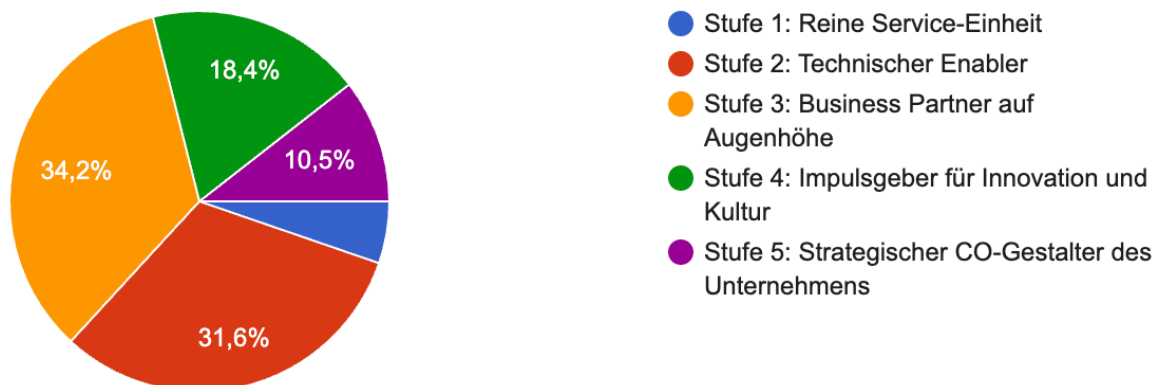 18,4%
10,5%
34,2%
31,6%
Stufe 1: Reine Service-Einheit
Stufe 2: Technischer Enabler
Stufe 3: Business Partner auf
Augenhöhe
Stufe 4: Impulsgeber für Innovation und
Kultur
Stufe 5: Strategischer CO-Gestalter des
Unternehmens